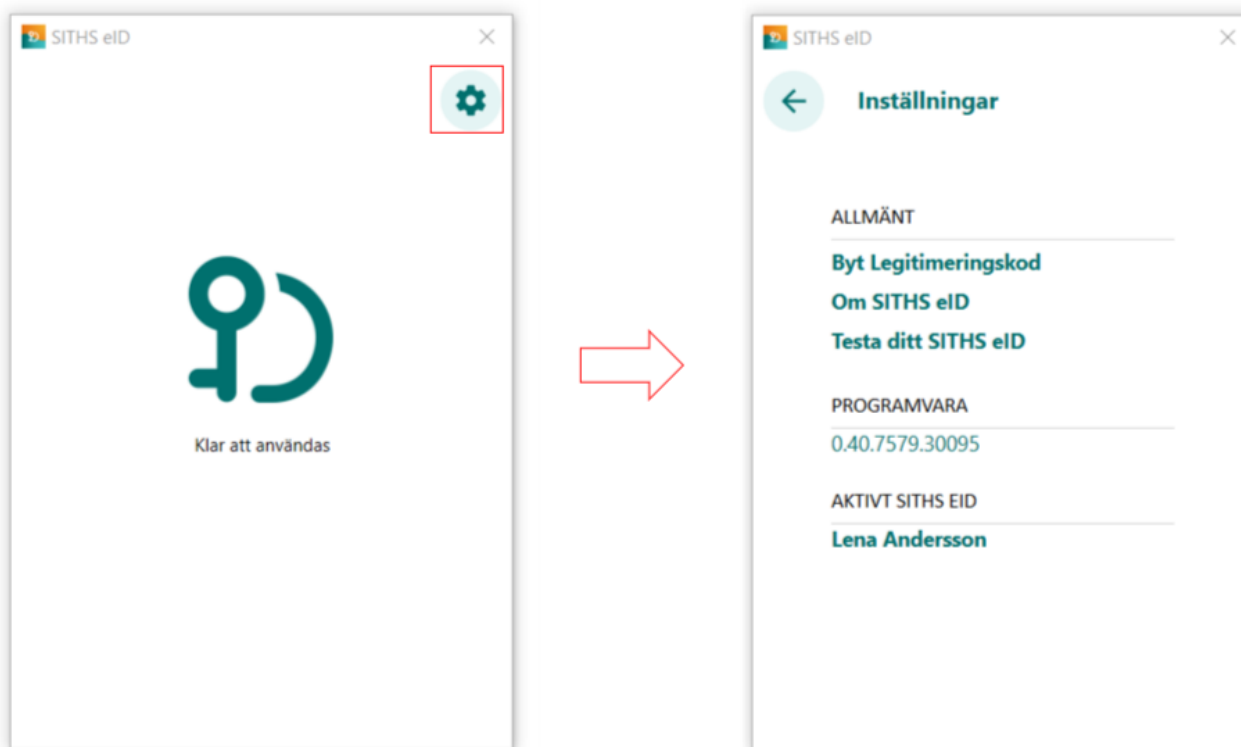 SITHS eID
Klar att användas
SITHS eID
Inställningar
ALLMÄNT
Byt Legitimeringskod
Om SITHS eID
Testa ditt SITHS eID
PROGRAMVARA
0.40.7579.30095
AKTIVT SITHS EID
Lena Andersson